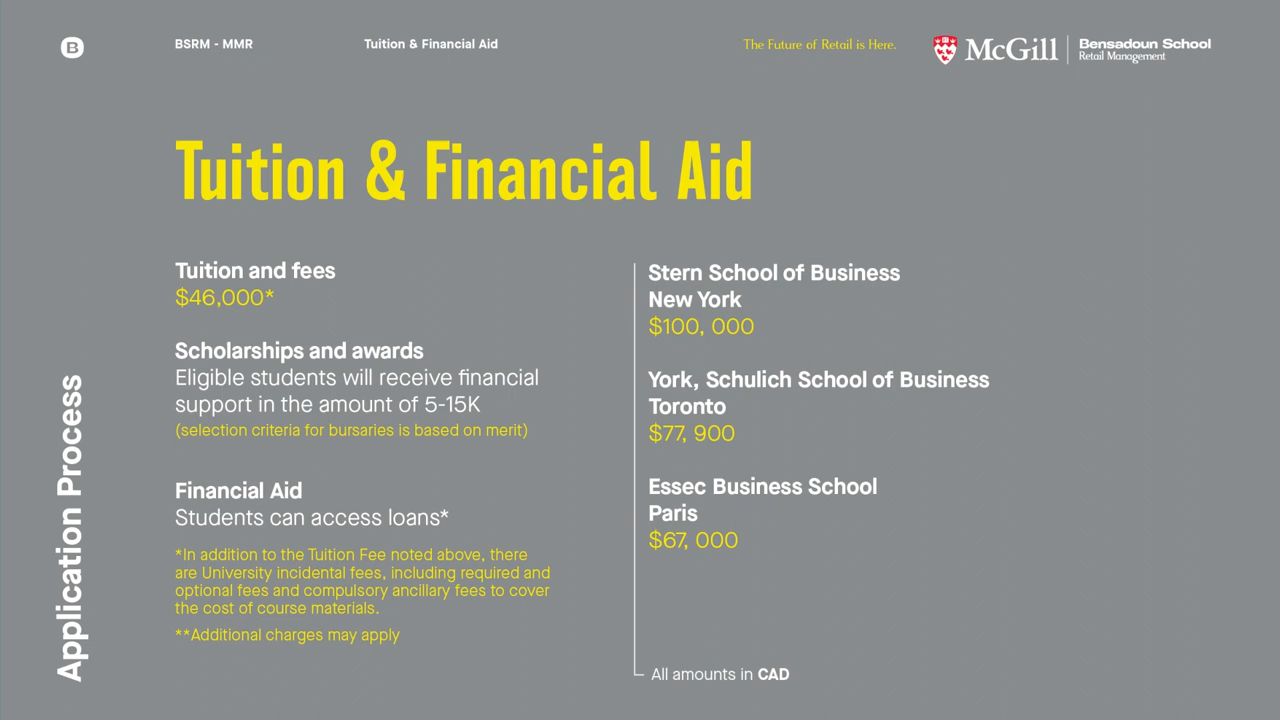 B
BSRM - MMR
Tuition & Financial Aid
The Future of Retail is Here.
McGill
Bensadoun School
Retail Management
Tuition & Financial Aid
Tuition and fees
$46,000*
Scholarships and awards
Eligible students will receive financial
support in the amount of 5-15K
(selection criteria for bursaries is based on merit)
Financial Aid
Students can access loans*
*In addition to the Tuition Fee noted above, there
are University incidental fees, including required and
optional fees and compulsory ancillary fees to cover
the cost of course materials.
**Additional charges may apply
Stern School of Business
New York
$100, 000
York, Schulich School of Business
Toronto
$77, 900
Essec Business School
Paris
$67, 000
All amounts in CAD
Application Process